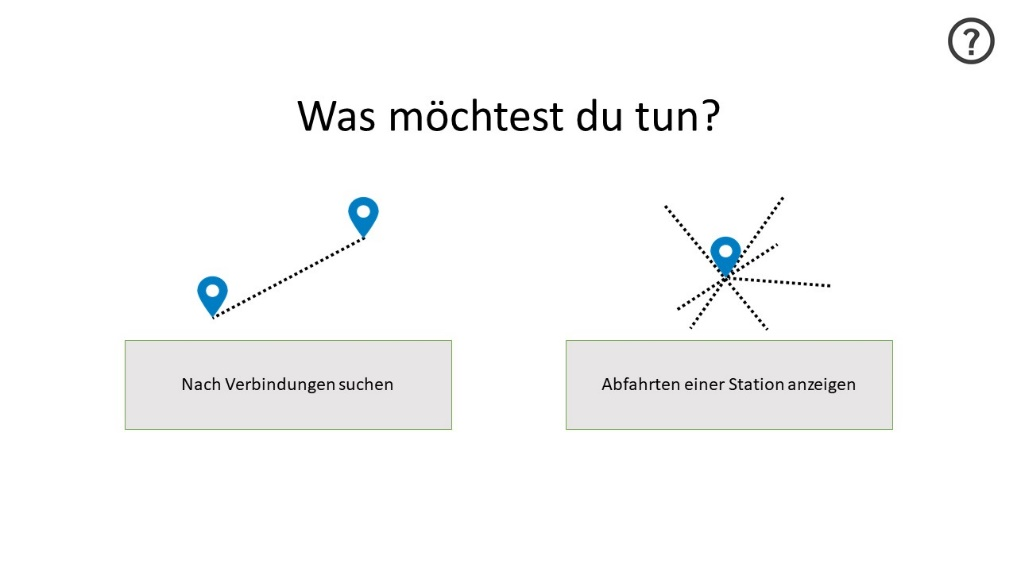 ?
Was möchtest du tun?
Nach Verbindungen suchen
Abfahrten einer Station anzeigen